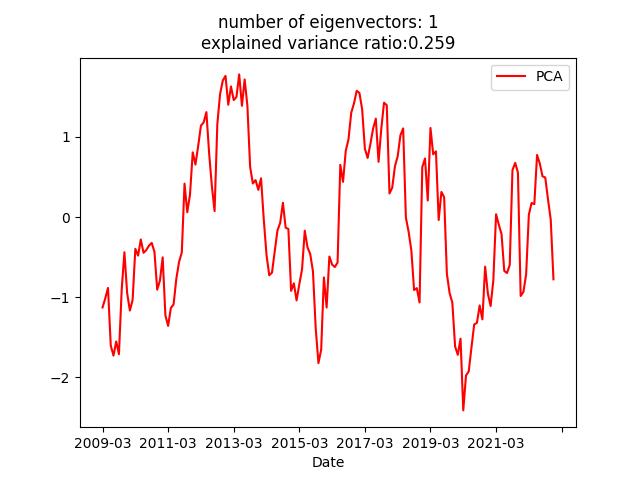 number of eigenvectors: 1
explained variance ratio:0.259
PCA
1
0
−1
−2
2009-03 2011-03 2013-03 2015-03 2017-03 2019-03 2021-03
Date